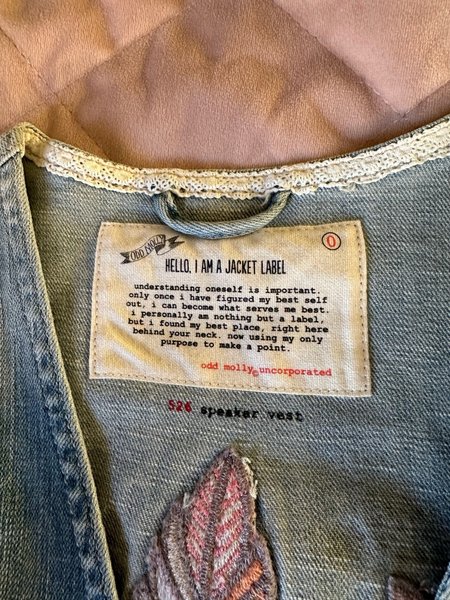 ODD MOLLY
0
HELLO, I AM A JACKET LABEL
understanding oneself is important.
only once i have figured my best self
out, i can become what serves me best.
i personally am nothing but a label,
but i found my best place, right here
behind your neck. now using my only
purpose to make a point.
odd molly© uncorporated
526 speaker vest